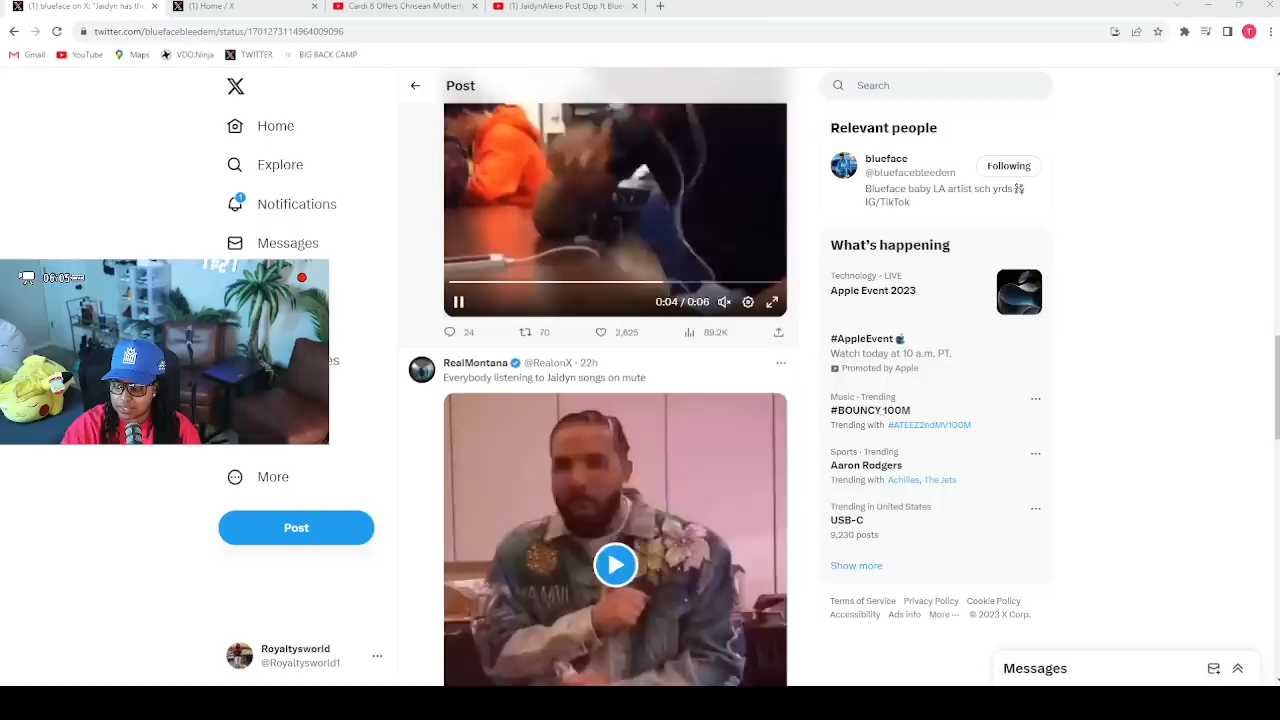 (1) blueface on X: "Jaidyn has th
(1) Home / X
Cardi B Offers Chrisean Motherly
(1) JaidynAlexis Post Opp ft Blue
twitter.com/bluefacebleedem/status/1701273114964009096
T
Gmail
YouTube
Maps
VDO.Ninja
TWITTER
BIG BACK CAMP
Post
Search
Home
Explore
1
Notifications
Messages
More
Post
0:04 / 0:06
24
70
2,625
89.2K
RealMontana @RealonX · 22h
Everybody listening to Jaidyn songs on mute
Relevant people
blueface
@bluefacebleedem
Following
Blueface baby LA artist sch yrds
IG/TikTok
What's happening
Technology · LIVE
Apple Event 2023
#AppleEvent
Watch today at 10 a.m. PT.
Promoted by Apple
Music · Trending
#BOUNCY100M
Trending with #ATEEZ2ndMV100M
Sports · Trending
Aaron Rodgers
Trending with Achilles, The Jets
Trending in United States
USB-C
9,230 posts
Show more
Terms of Service Privacy Policy Cookie Policy
Accessibility Ads info More ··· © 2023 X Corp.
Royaltysworld
@Royaltysworld1
Messages